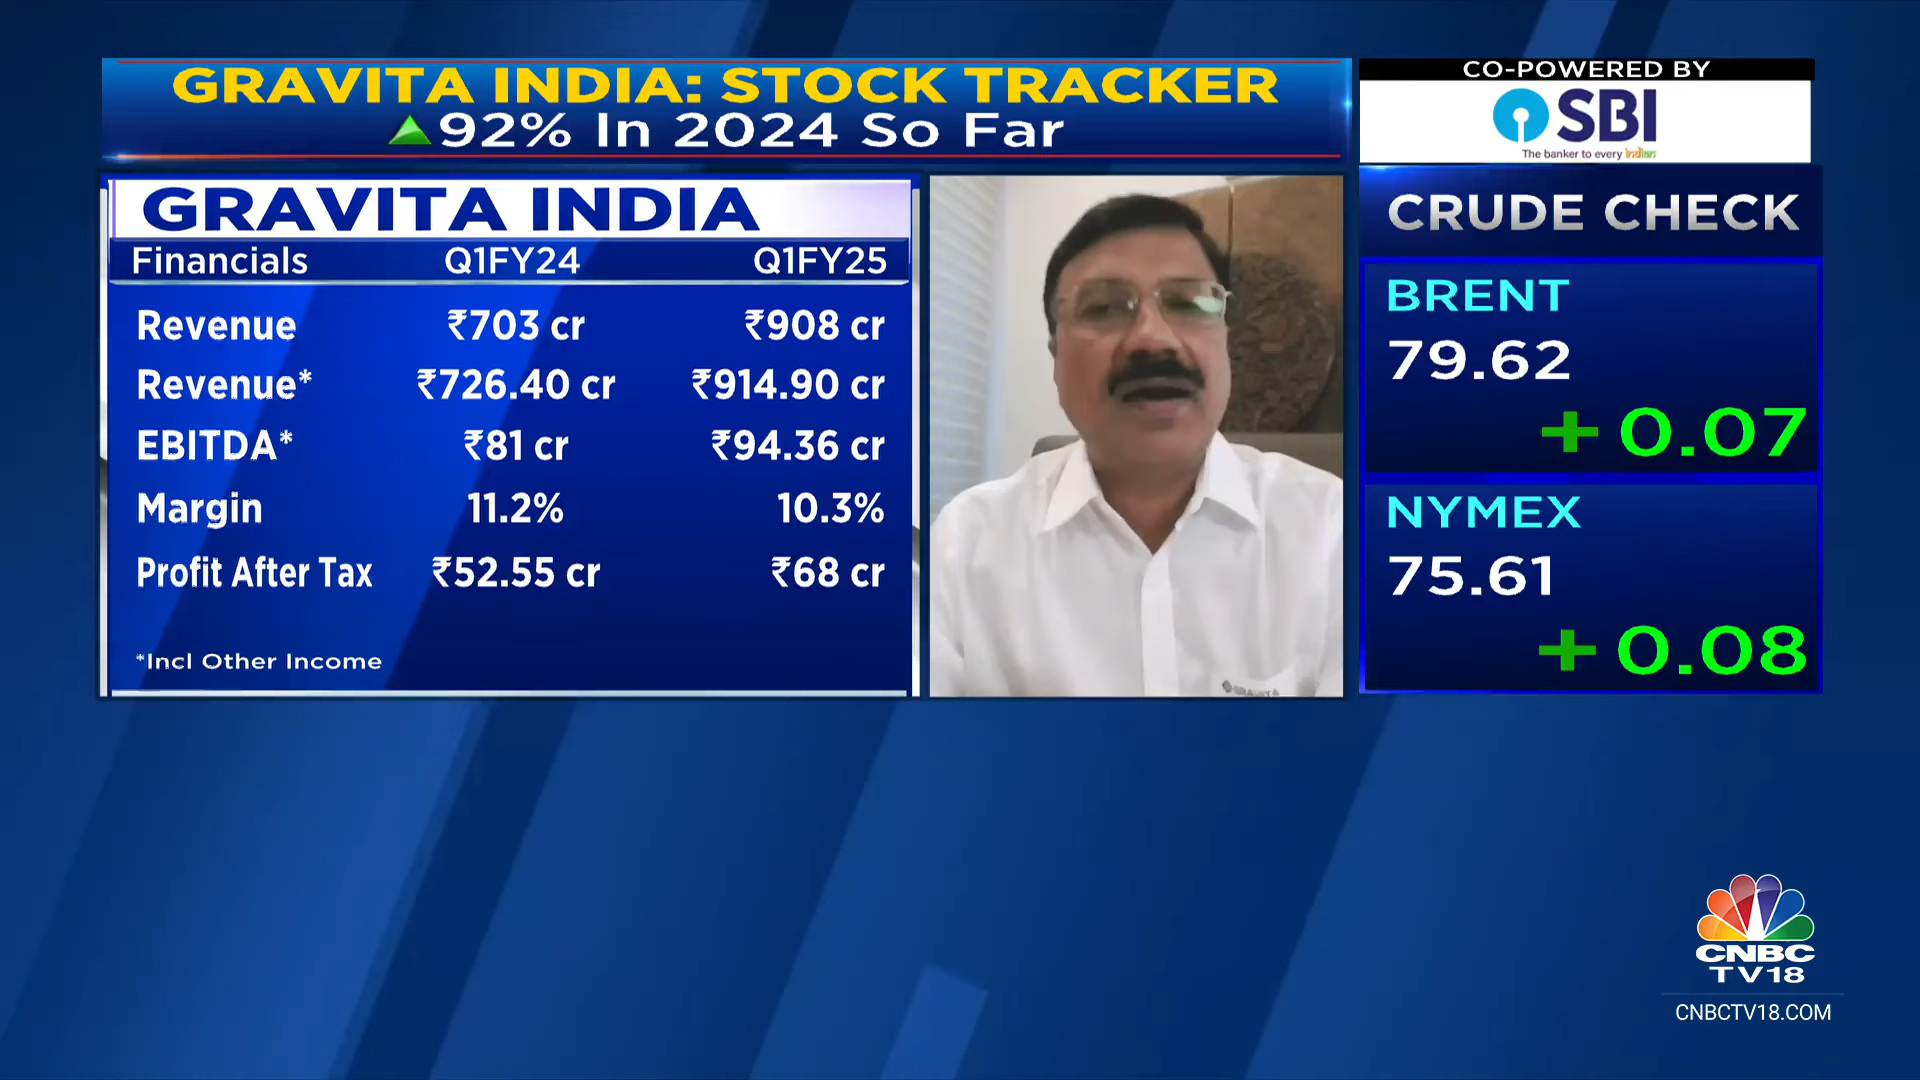 GRAVITA INDIA: STOCK TRACKER
▲92% In 2024 So Far
GRAVITA INDIA
Financials Q1FY24 Q1FY25
Revenue ₹703 cr ₹908 cr
Revenue* ₹726.40 cr ₹914.90 cr
EBITDA* ₹81 cr ₹94.36 cr
Margin 11.2% 10.3%
Profit After Tax ₹52.55 cr ₹68 cr
*Incl Other Income
GRAVITA
CO-POWERED BY
SBI
The banker to every indian
CRUDE CHECK
BRENT
79.62
+ 0.07
NYMEX
75.61
+ 0.08
CNBC
TV18
CNBCTV18.COM